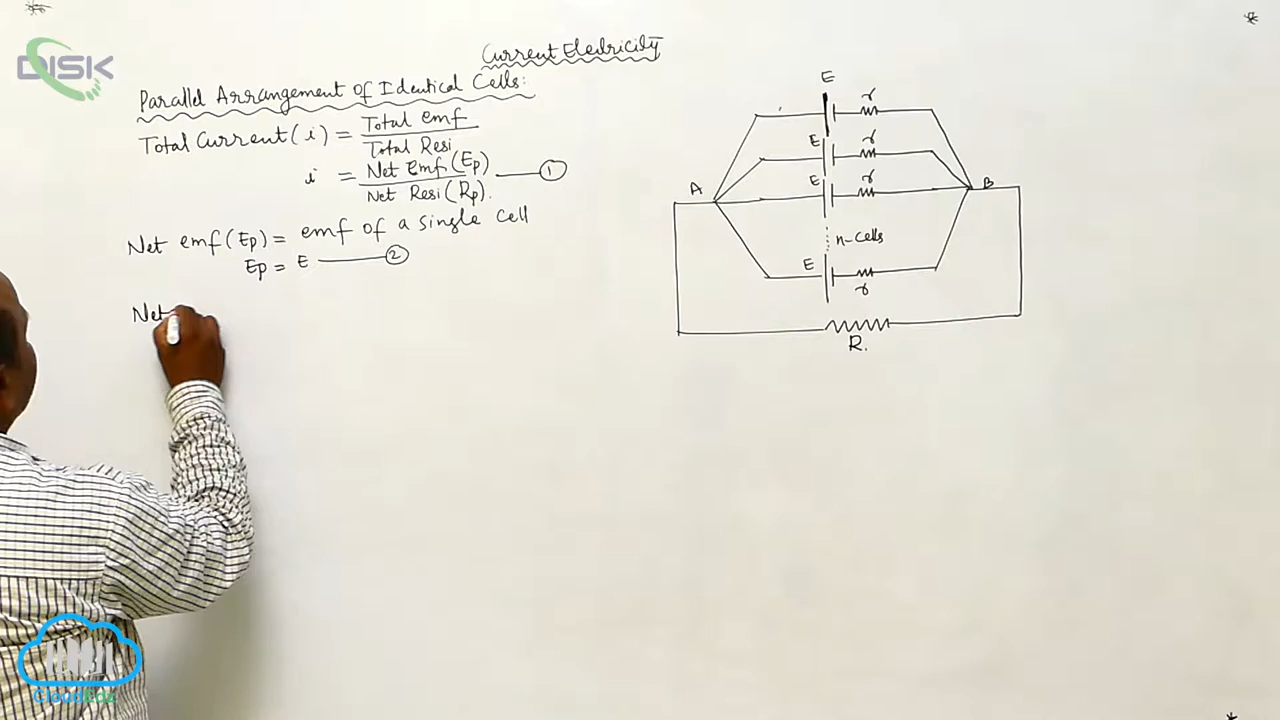 Current Electricity
DISK
Parallel Arrangement of Identical Cells:
Total Current (i) = Total emf / Total Resi
i = Net Emf (Ep) / Net Resi (Rp). — 1
Net emf (Ep) = emf of a single cell
Ep = E — 2
Net
E
r
E
r
E
r
A
B
n-cells
E
r
R.
CloudEdz